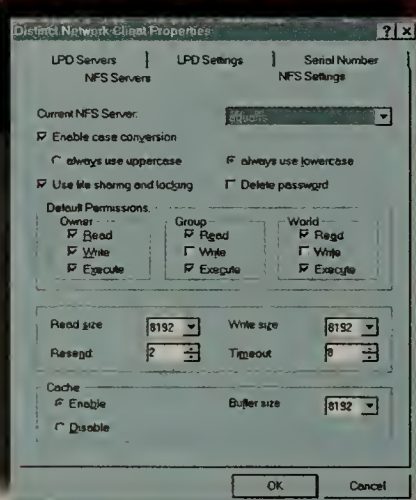 Distinct Network Client Properties ? ×
LPD Servers LPD Settings Serial Number
NFS Servers NFS Settings
Current NFS Server:
Enable case conversion
always use uppercase always use lowercase
Use file sharing and locking Delete password
Default Permissions
Owner Group World
Read Read Read
Write Write Write
Execute Execute Execute
Read size 8192 Write size 8192
Resend 2 Timeout 8
Cache
Enable Buffer size 8192
Disable
OK Cancel